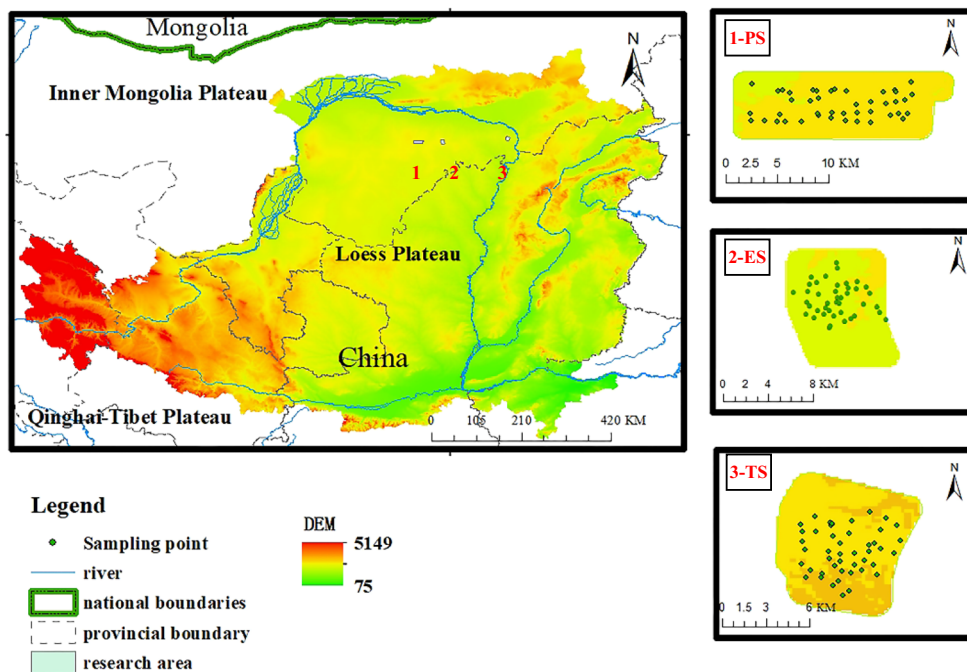 Mongolia
N
Inner Mongolia Plateau
1 2 3
Loess Plateau
China
Qinghai-Tibet Plateau
0 105 210 420 KM
1-PS
N
0 2.5 5 10 KM
2-ES
N
0 2 4 8 KM
3-TS
N
0 1.5 3 6 KM
Legend
Sampling point
river
national boundaries
provincial boundary
research area
DEM
5149
75